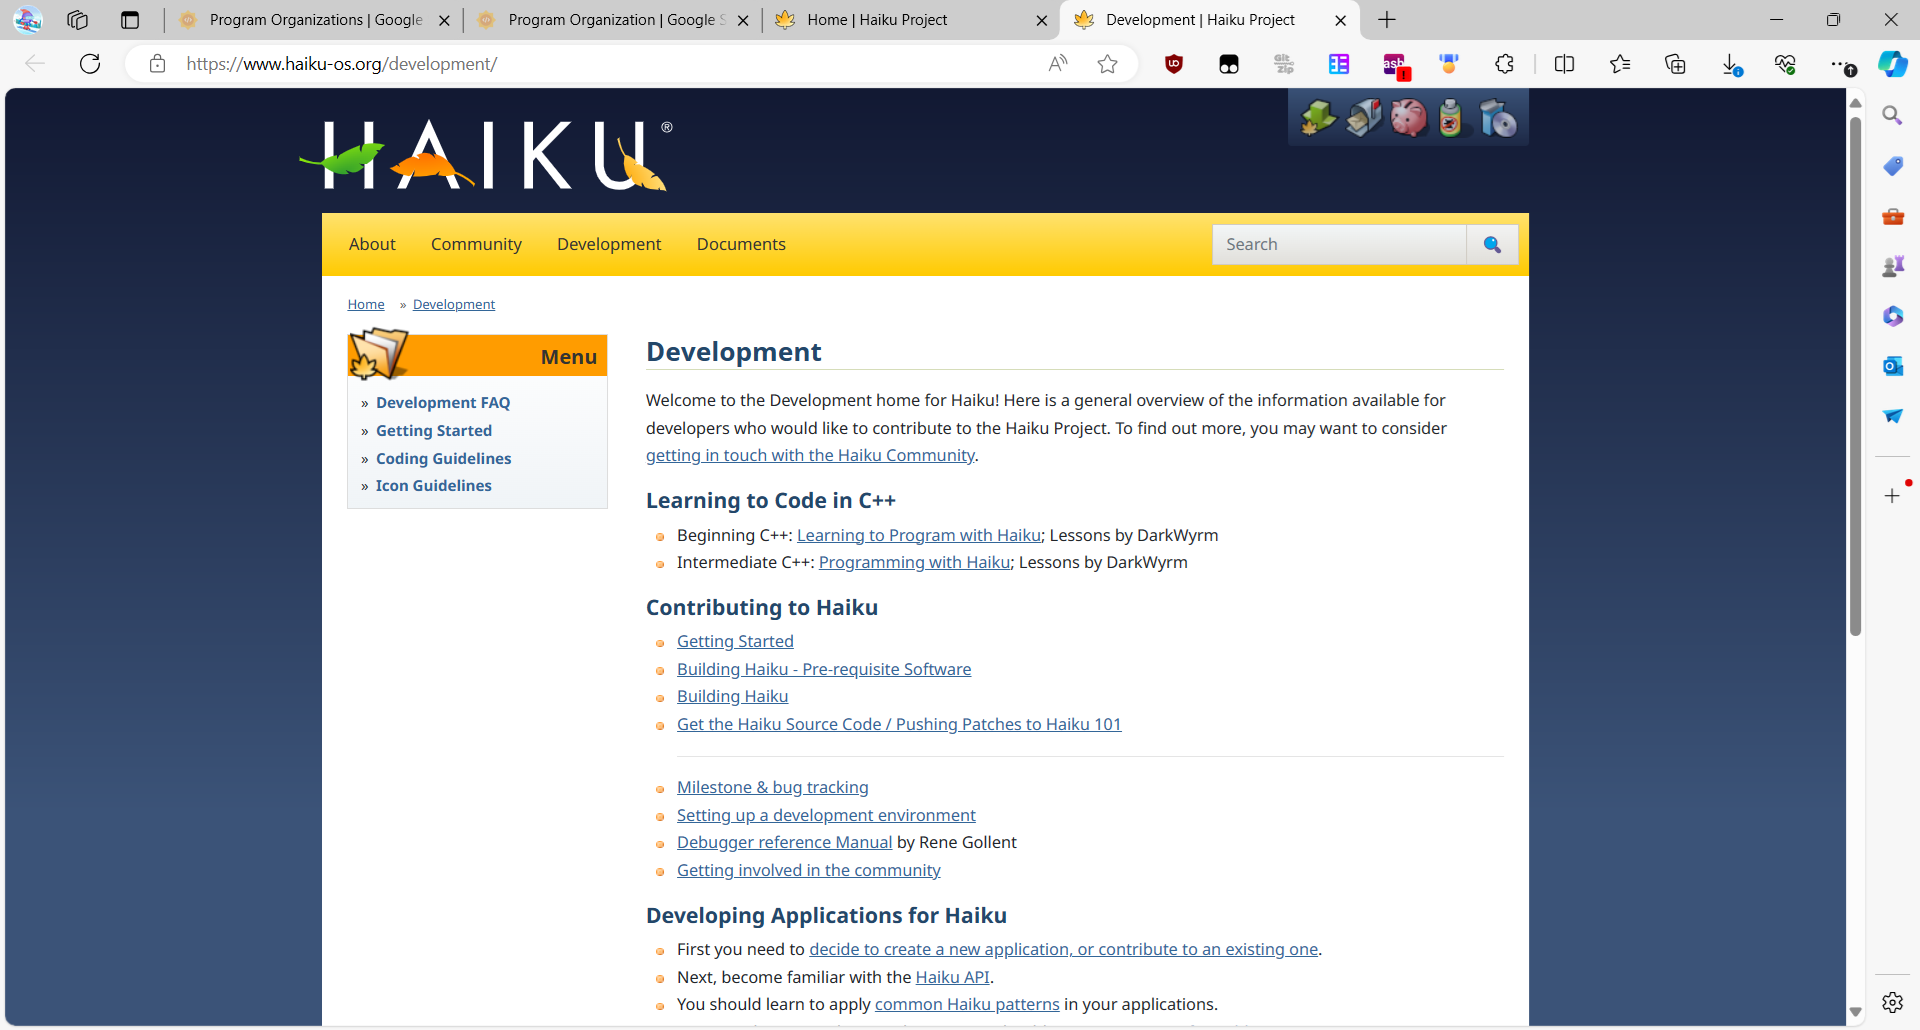 Program Organizations | Google
Program Organization | Google S
Home | Haiku Project
Development | Haiku Project
https://www.haiku-os.org/development/
HAIKU®
About
Community
Development
Documents
Search
Home » Development
Menu
» Development FAQ
» Getting Started
» Coding Guidelines
» Icon Guidelines
Development
Welcome to the Development home for Haiku! Here is a general overview of the information available for
developers who would like to contribute to the Haiku Project. To find out more, you may want to consider
getting in touch with the Haiku Community.
Learning to Code in C++
Beginning C++: Learning to Program with Haiku; Lessons by DarkWyrm
Intermediate C++: Programming with Haiku; Lessons by DarkWyrm
Contributing to Haiku
Getting Started
Building Haiku - Pre-requisite Software
Building Haiku
Get the Haiku Source Code / Pushing Patches to Haiku 101
Milestone & bug tracking
Setting up a development environment
Debugger reference Manual by Rene Gollent
Getting involved in the community
Developing Applications for Haiku
First you need to decide to create a new application, or contribute to an existing one.
Next, become familiar with the Haiku API.
You should learn to apply common Haiku patterns in your applications.